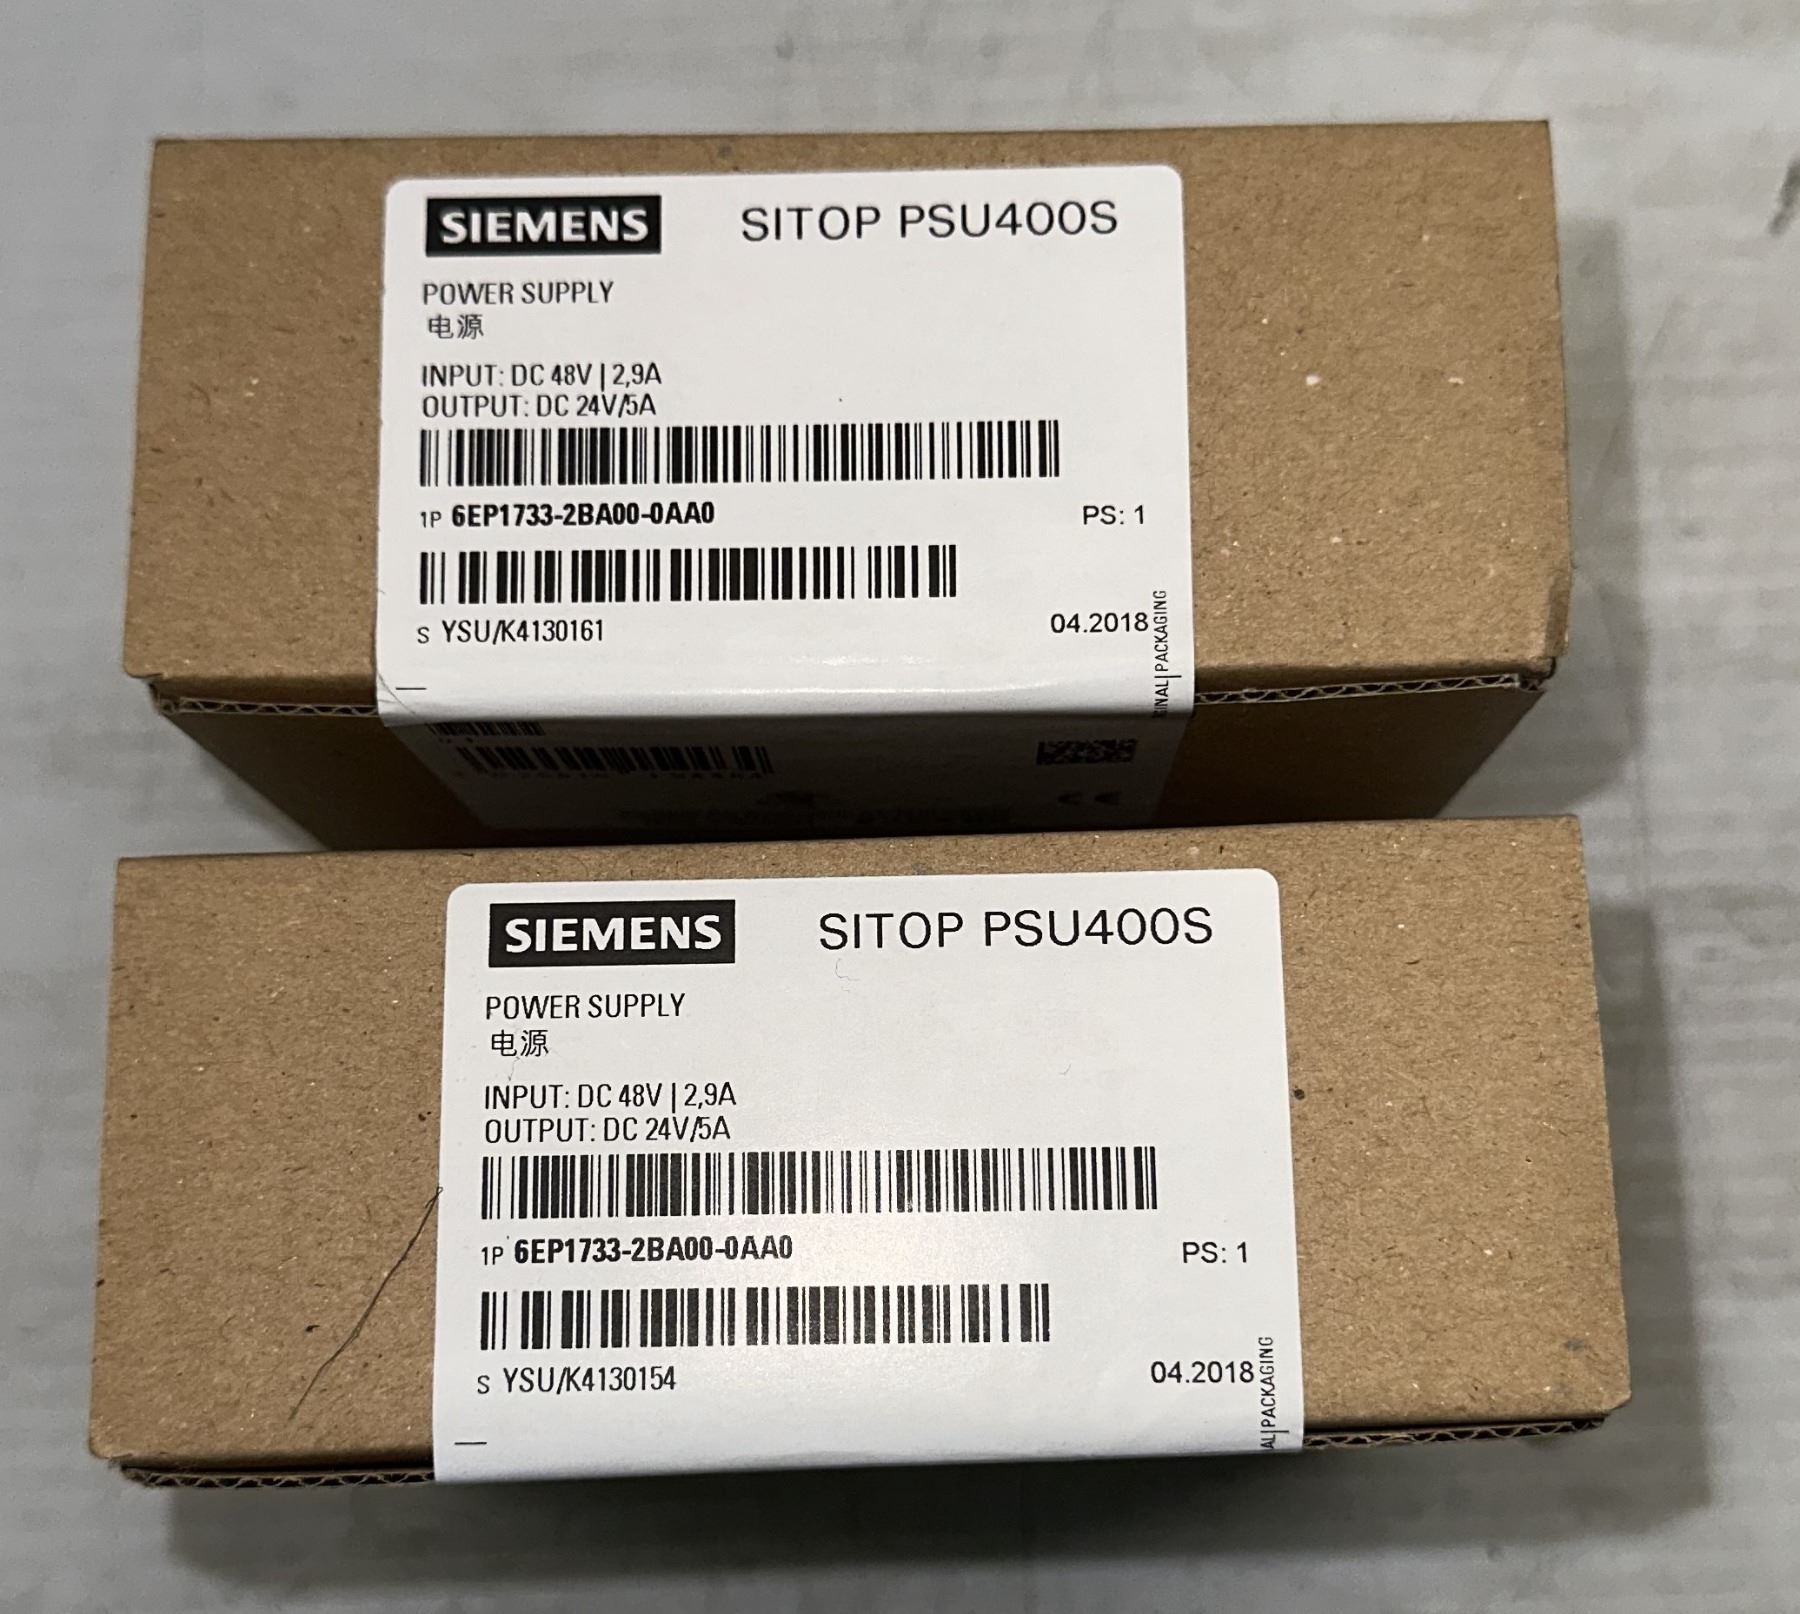 SIEMENS SITOP PSU400S
POWER SUPPLY
电源
INPUT: DC 48V | 2,9A
OUTPUT: DC 24V/5A
1P 6EP1733-2BA00-0AA0 PS: 1
S YSU/K4130161 04.2018
PACKAGING
SIEMENS SITOP PSU400S
POWER SUPPLY
电源
INPUT: DC 48V | 2,9A
OUTPUT: DC 24V/5A
1P 6EP1733-2BA00-0AA0 PS: 1
S YSU/K4130154 04.2018
PACKAGING